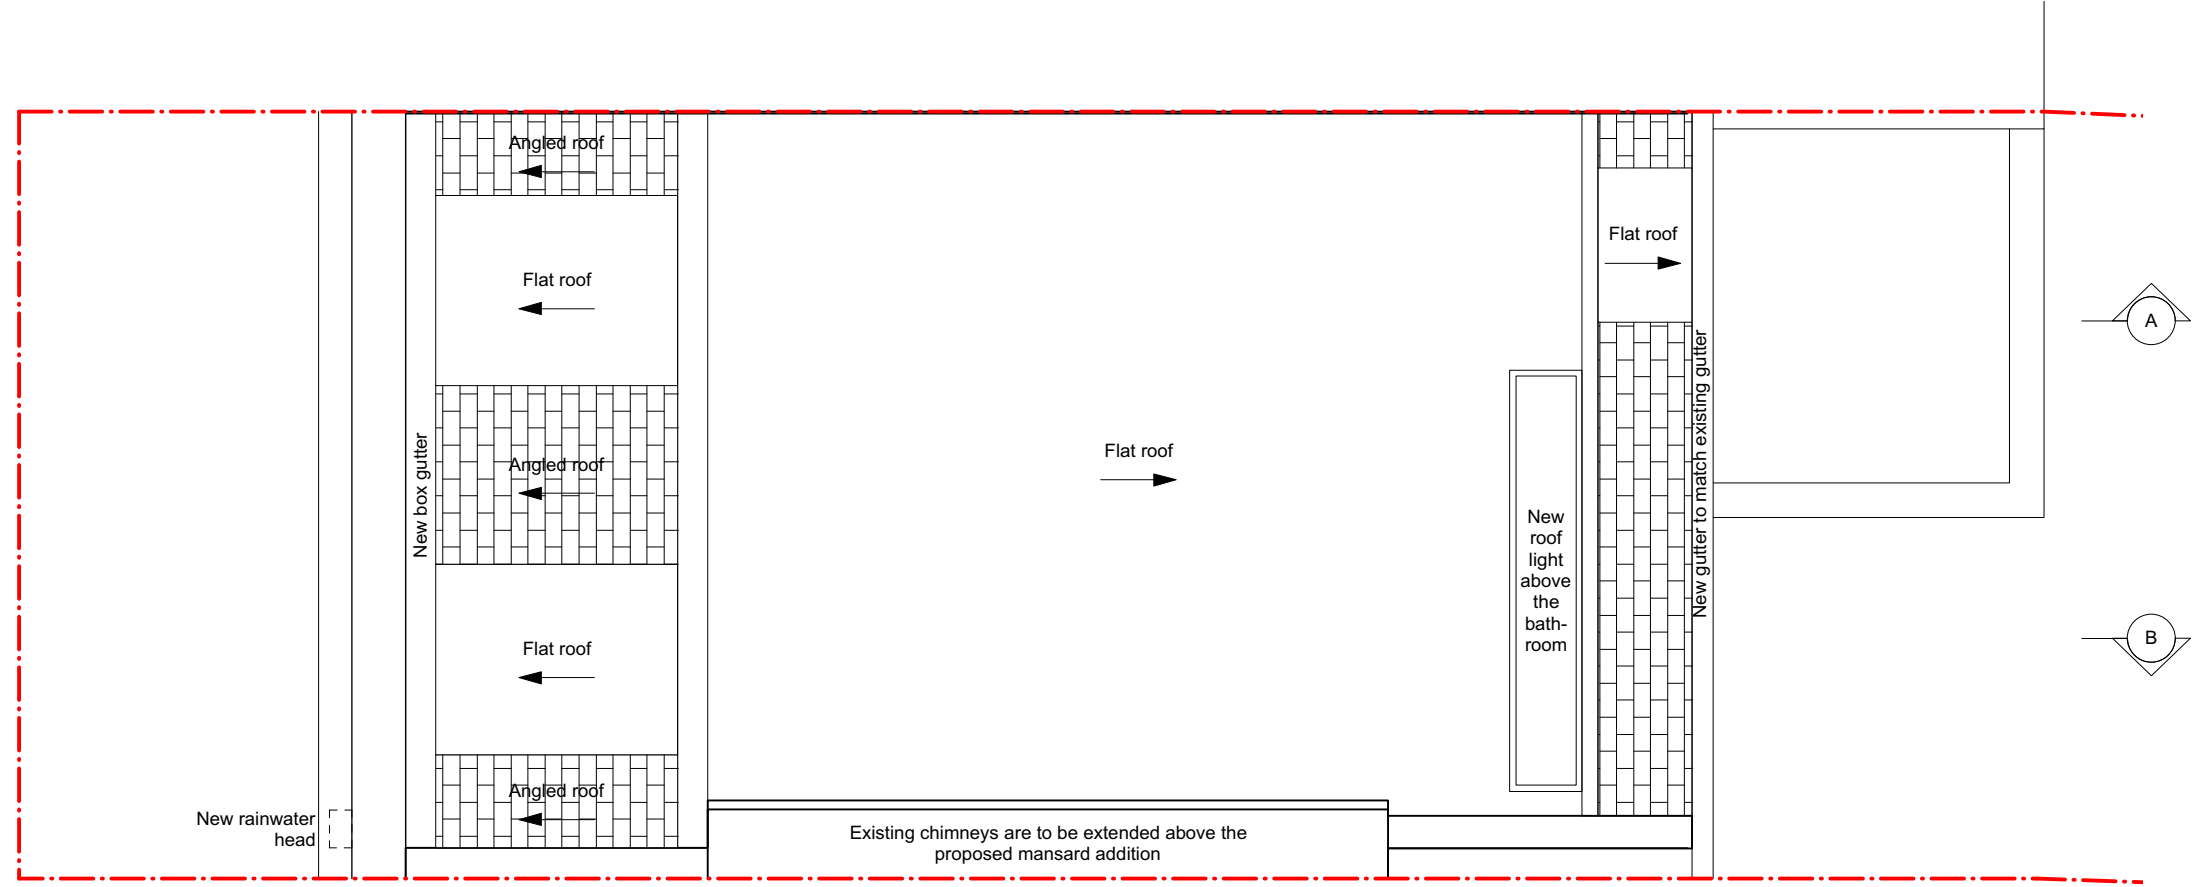 Angled roof
Flat roof
Angled roof
Flat roof
Angled roof
New box gutter
New rainwater
head
Flat roof
Existing chimneys are to be extended above the
proposed mansard addition
New
roof
light
above
the
bath-
room
Flat roof
New gutter to match existing gutter
A
B